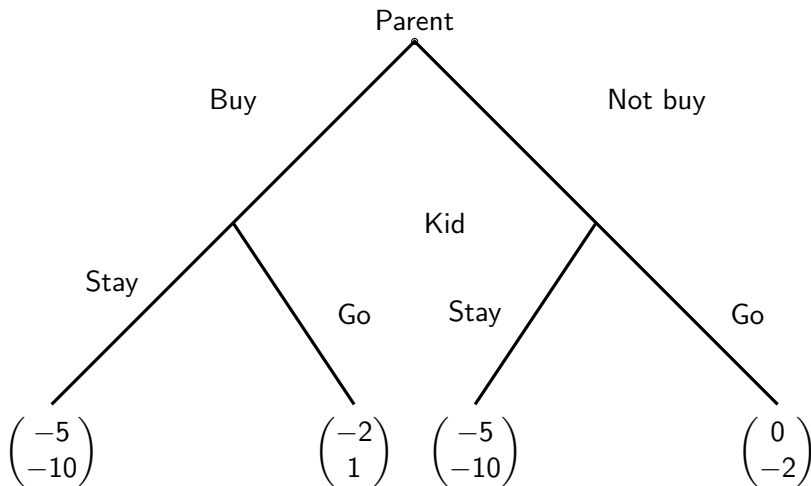 Parent
Buy
Not buy
Kid
Stay
Go
Stay
Go
(−5 −10)
(−2 1)
(−5 −10)
(0 −2)